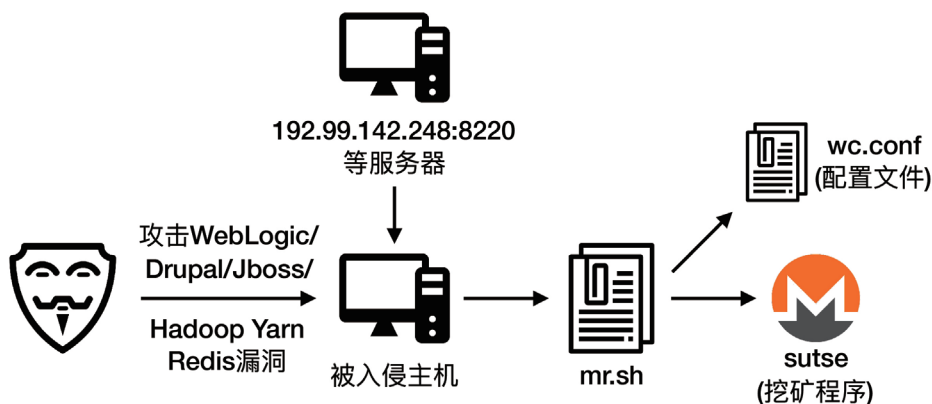 192.99.142.248:8220
等服务器
攻击WebLogic/
Drupal/Jboss/
Hadoop Yarn
Redis漏洞
被入侵主机
mr.sh
wc.conf
(配置文件)
sutse
(挖矿程序)